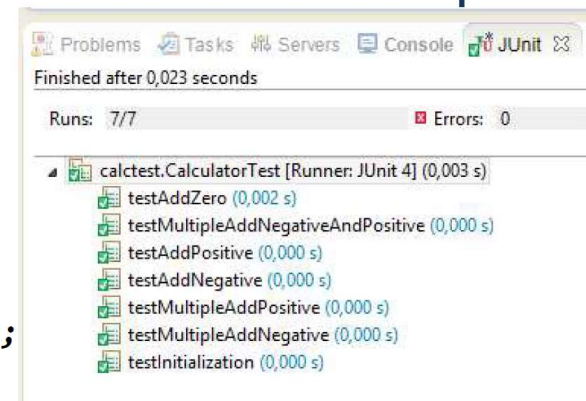 Problems Tasks Servers Console JUnit
Finished after 0,023 seconds
Runs: 7/7 Errors: 0
calctest.CalculatorTest [Runner: JUnit 4] (0,003 s)
testAddZero (0,002 s)
testMultipleAddNegativeAndPositive (0,000 s)
testAddPositive (0,000 s)
testAddNegative (0,000 s)
testMultipleAddPositive (0,000 s)
; testMultipleAddNegative (0,000 s)
testInitialization (0,000 s)